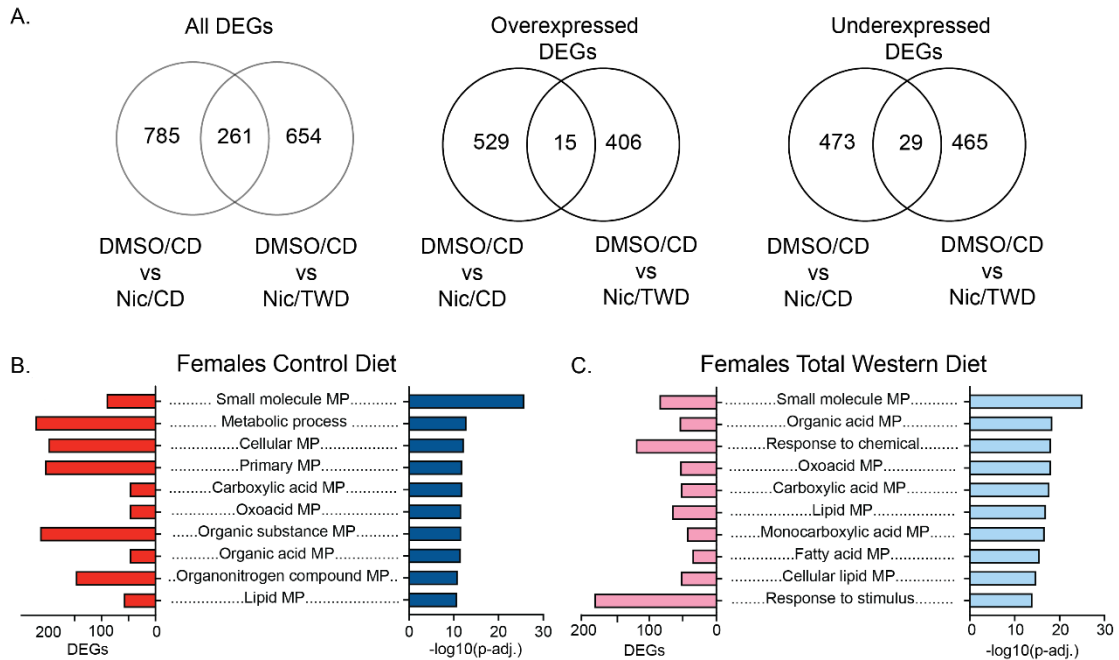 A.
All DEGs
Overexpressed
DEGs
Underexpressed
DEGs
785 261 654
529 15 406
473 29 465
DMSO/CD
vs
Nic/CD
DMSO/CD
vs
Nic/TWD
DMSO/CD
vs
Nic/CD
DMSO/CD
vs
Nic/TWD
DMSO/CD
vs
Nic/CD
DMSO/CD
vs
Nic/TWD
B.
Females Control Diet
Small molecule MP
Metabolic process
Cellular MP
Primary MP
Carboxylic acid MP
Oxoacid MP
Organic substance MP
Organic acid MP
Organonitrogen compound MP
Lipid MP
200 100 0
DEGs
0 10 20 30
-log10(p-adj.)
C.
Females Total Western Diet
Small molecule MP
Organic acid MP
Response to chemical
Oxoacid MP
Carboxylic acid MP
Lipid MP
Monocarboxylic acid MP
Fatty acid MP
Cellular lipid MP
Response to stimulus
200 100 0
DEGs
0 10 20 30
-log10(p-adj.)